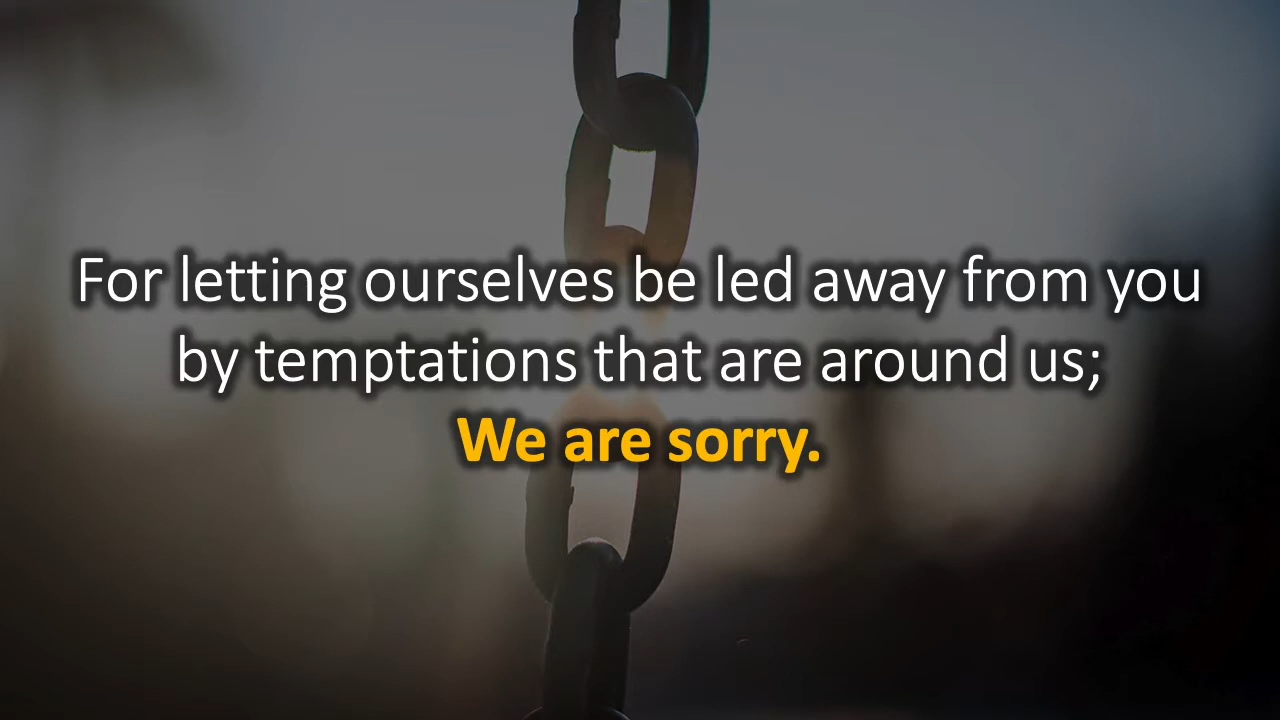 For letting ourselves be led away from you
by temptations that are around us;
We are sorry.